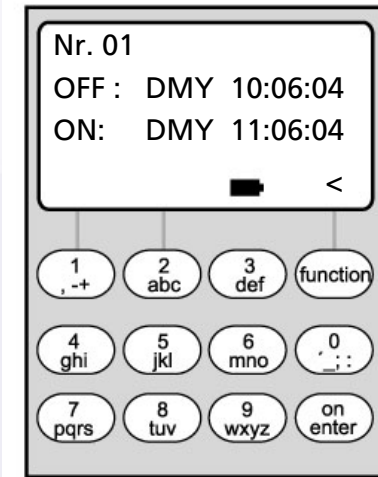 Nr. 01
OFF : DMY 10:06:04
ON: DMY 11:06:04
<
1 2 3 function
, -+ abc def
4 5 6 0
ghi jkl mno ´_; :
7 8 9 on
pqrs tuv wxyz enter